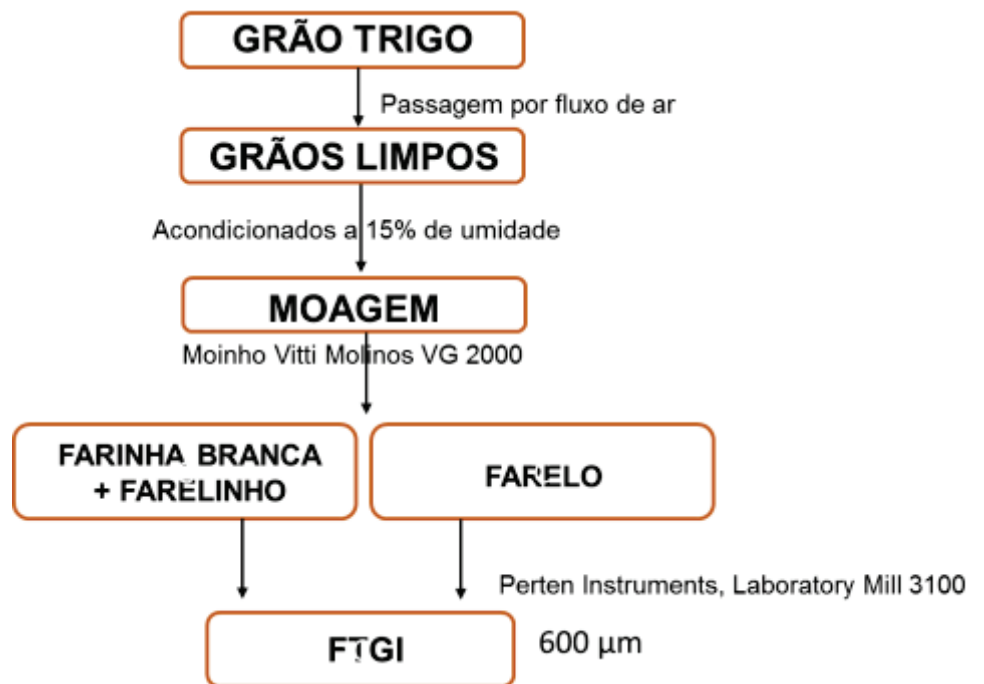 GRÃO TRIGO
Passagem por fluxo de ar
GRÃOS LIMPOS
Acondicionados a 15% de umidade
MOAGEM
Moinho Vitti Molinos VG 2000
FARINHA BRANCA
+ FARELINHO
FARELO
Perten Instruments, Laboratory Mill 3100
FTGI
600 µm